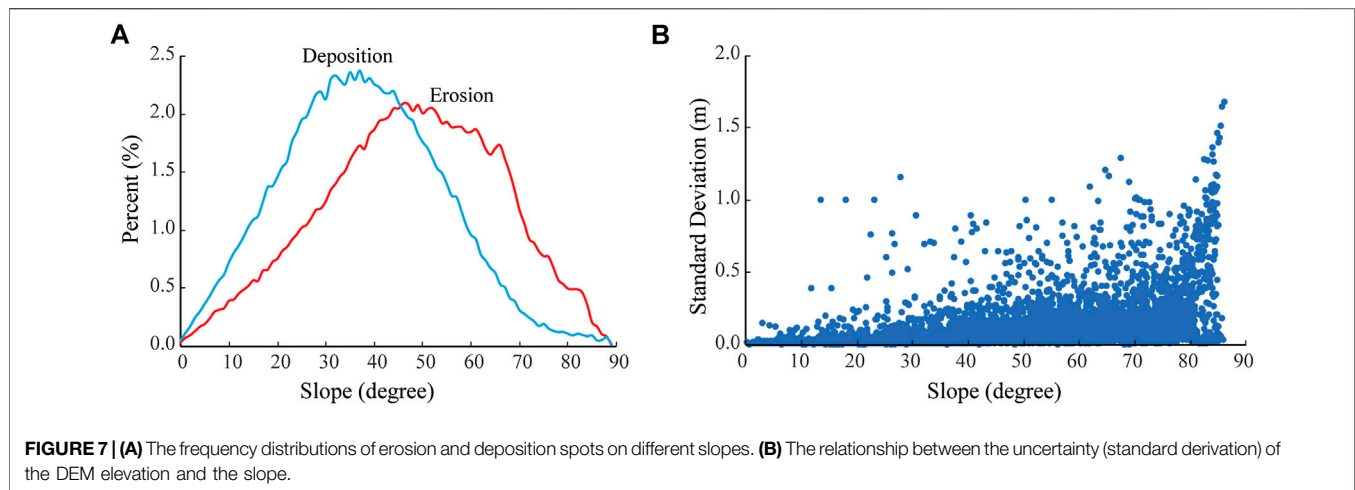 A
2.5
2.0
1.5
1.0
0.5
0.0
Percent (%)
Deposition
Erosion
0 10 20 30 40 50 60 70 80 90
Slope (degree)
B
2.0
1.5
1.0
0.5
0.0
Standard Deviation (m)
0 10 20 30 40 50 60 70 80 90
Slope (degree)
FIGURE 7 | (A) The frequency distributions of erosion and deposition spots on different slopes. (B) The relationship between the uncertainty (standard derivation) of
the DEM elevation and the slope.